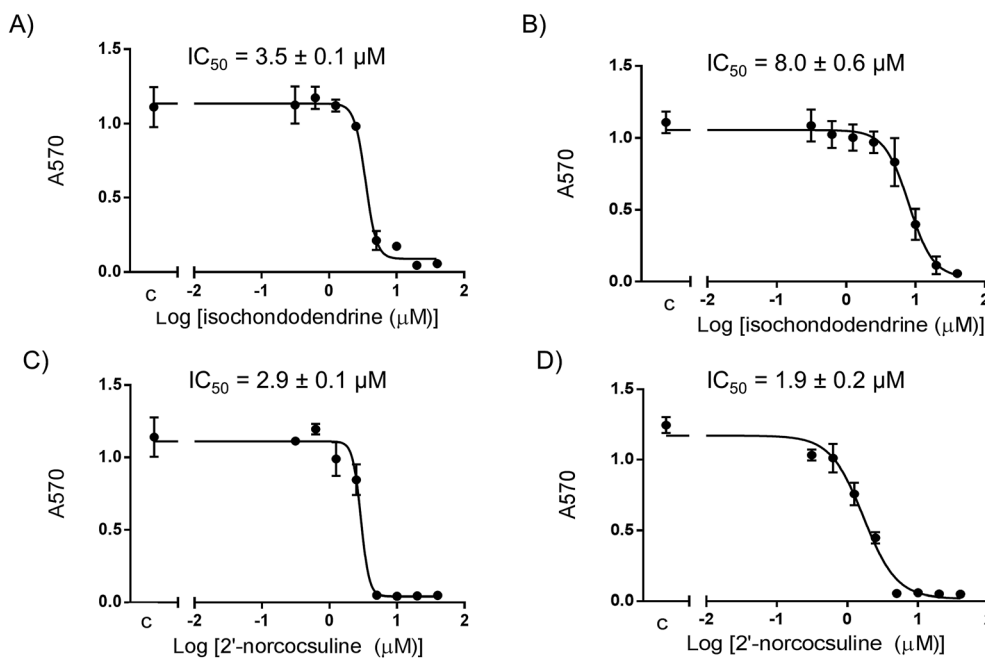 A)
IC50 = 3.5 ± 0.1 µM
1.5
1.0
0.5
0.0
A570
C
-2 -1 0 1 2
Log [isochondodendrine (µM)]
B)
IC50 = 8.0 ± 0.6 µM
1.5
1.0
0.5
0.0
A570
C
-2 -1 0 1 2
Log [isochondodendrine (µM)]
C)
IC50 = 2.9 ± 0.1 µM
1.5
1.0
0.5
0.0
A570
C
-2 -1 0 1 2
Log [2'-norcocsuline (µM)]
D)
IC50 = 1.9 ± 0.2 µM
1.5
1.0
0.5
0.0
A570
C
-2 -1 0 1 2
Log [2'-norcocsuline (µM)]